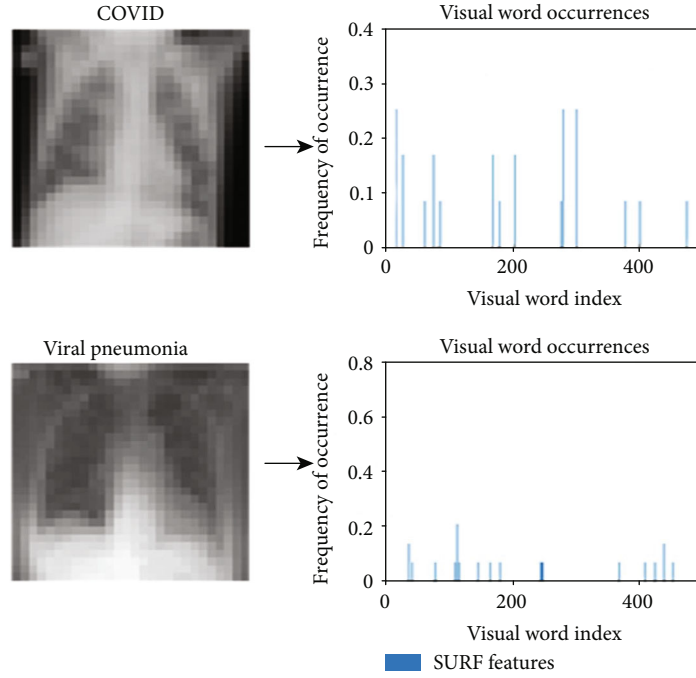 COVID
Visual word occurrences
Frequency of occurrence
0.4
0.3
0.2
0.1
0
0
200
400
Visual word index
Viral pneumonia
Visual word occurrences
Frequency of occurrence
0.8
0.6
0.4
0.2
0
0
200
400
Visual word index
SURF features